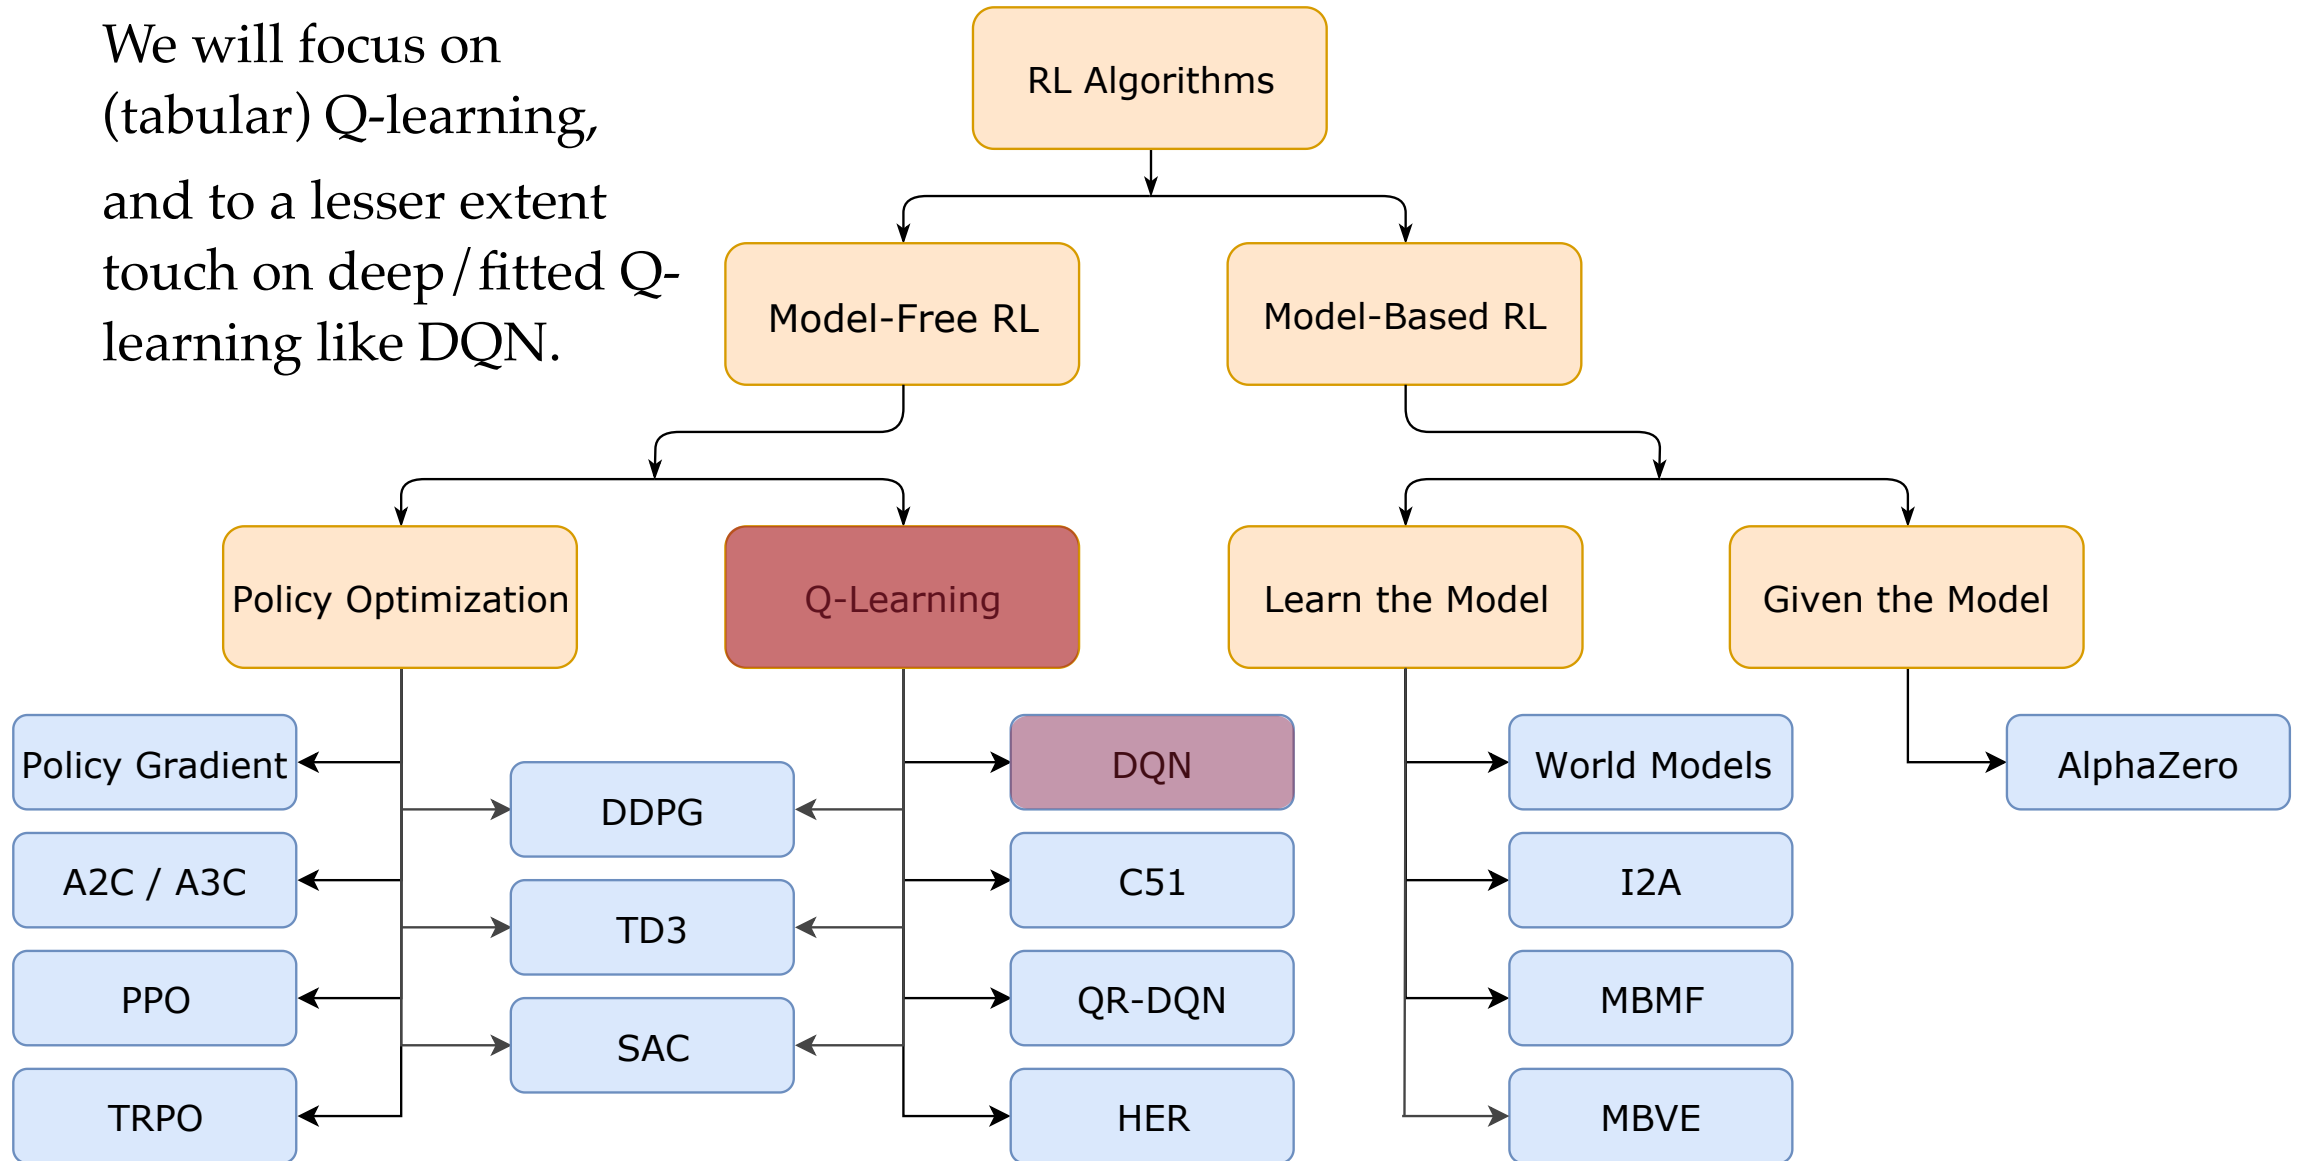 We will focus on
(tabular) Q-learning,
and to a lesser extent
touch on deep/fitted Q-
learning like DQN.
RL Algorithms
Model-Free RL
Model-Based RL
Policy Optimization
Q-Learning
Learn the Model
Given the Model
Policy Gradient
DQN
World Models
AlphaZero
DDPG
A2C / A3C
C51
I2A
TD3
PPO
QR-DQN
MBMF
SAC
TRPO
HER
MBVE